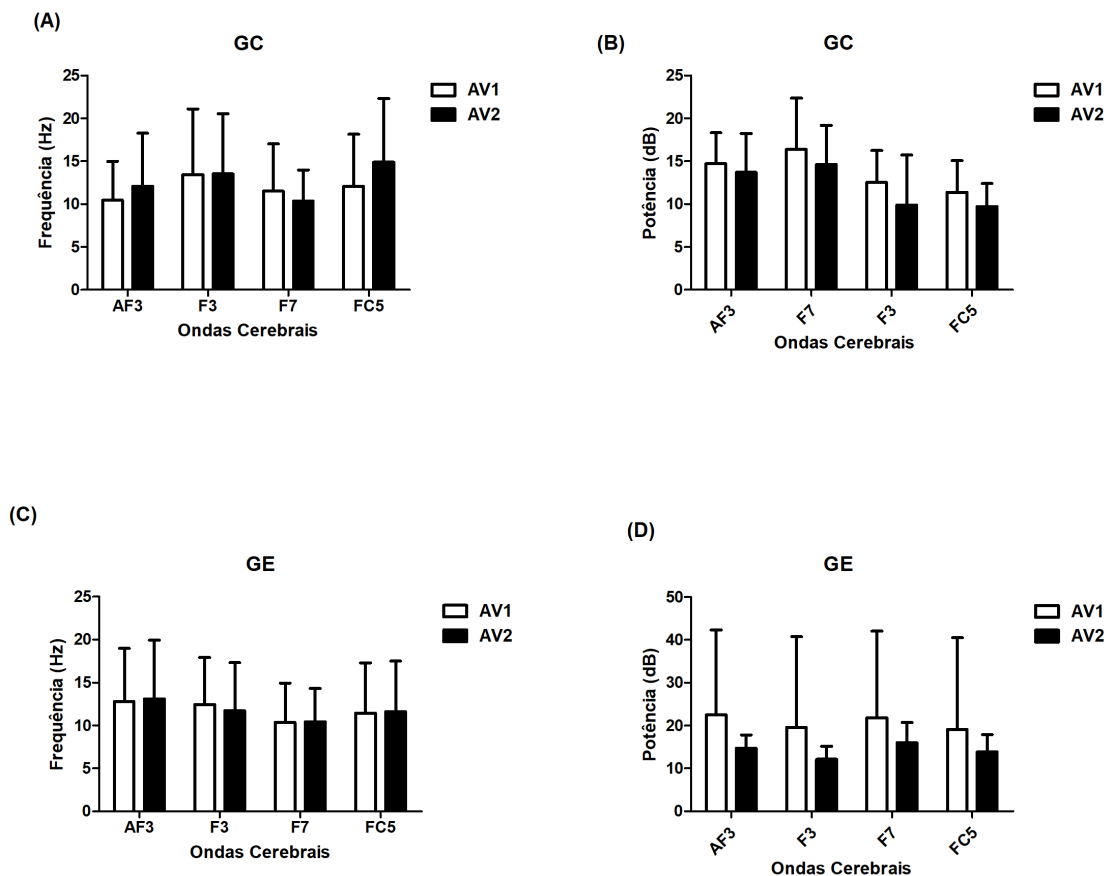 (A)
GC
Frequência (Hz)
25
20
15
10
5
0
AF3 F3 F7 FC5
Ondas Cerebrais
AV1
AV2
(B)
GC
Potência (dB)
25
20
15
10
5
0
AF3 F7 F3 FC5
Ondas Cerebrais
AV1
AV2
(C)
GE
Frequência (Hz)
25
20
15
10
5
0
AF3 F3 F7 FC5
Ondas Cerebrais
AV1
AV2
(D)
GE
Potência (dB)
50
40
30
20
10
0
AF3 F3 F7 FC5
Ondas Cerebrais
AV1
AV2